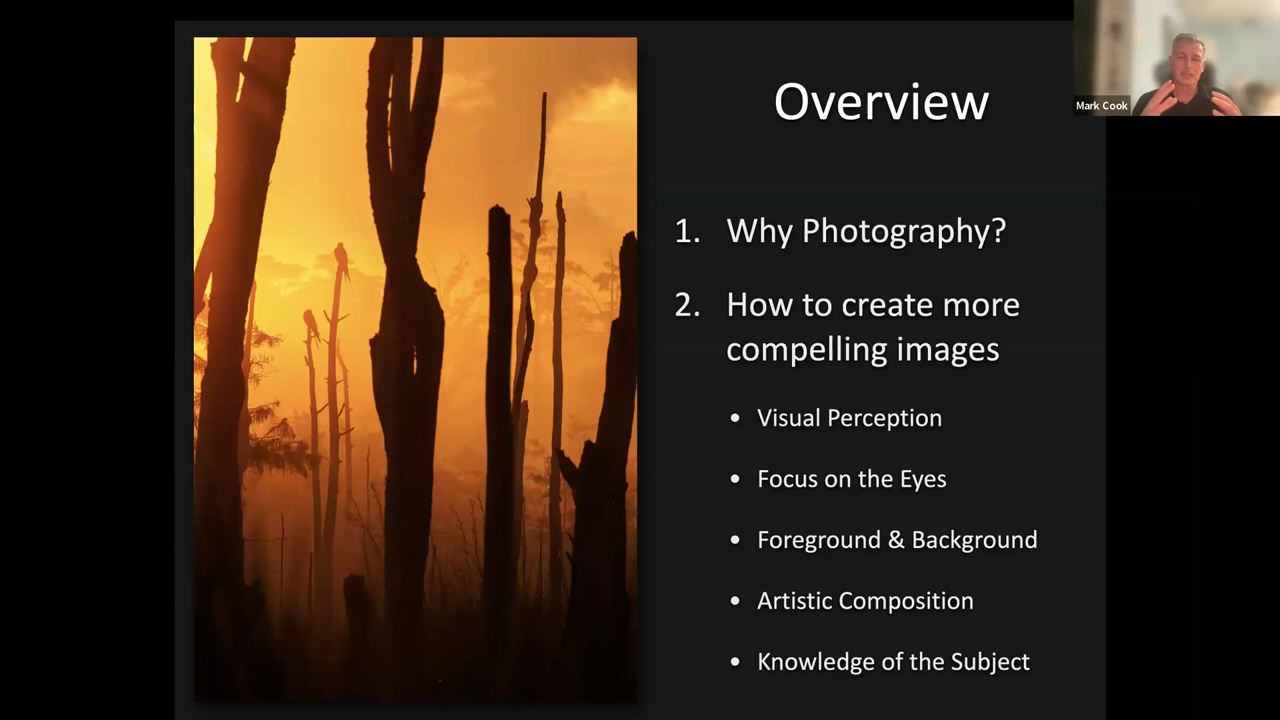 Overview
Mark Cook
1. Why Photography?
2. How to create more
compelling images
• Visual Perception
• Focus on the Eyes
• Foreground & Background
• Artistic Composition
• Knowledge of the Subject